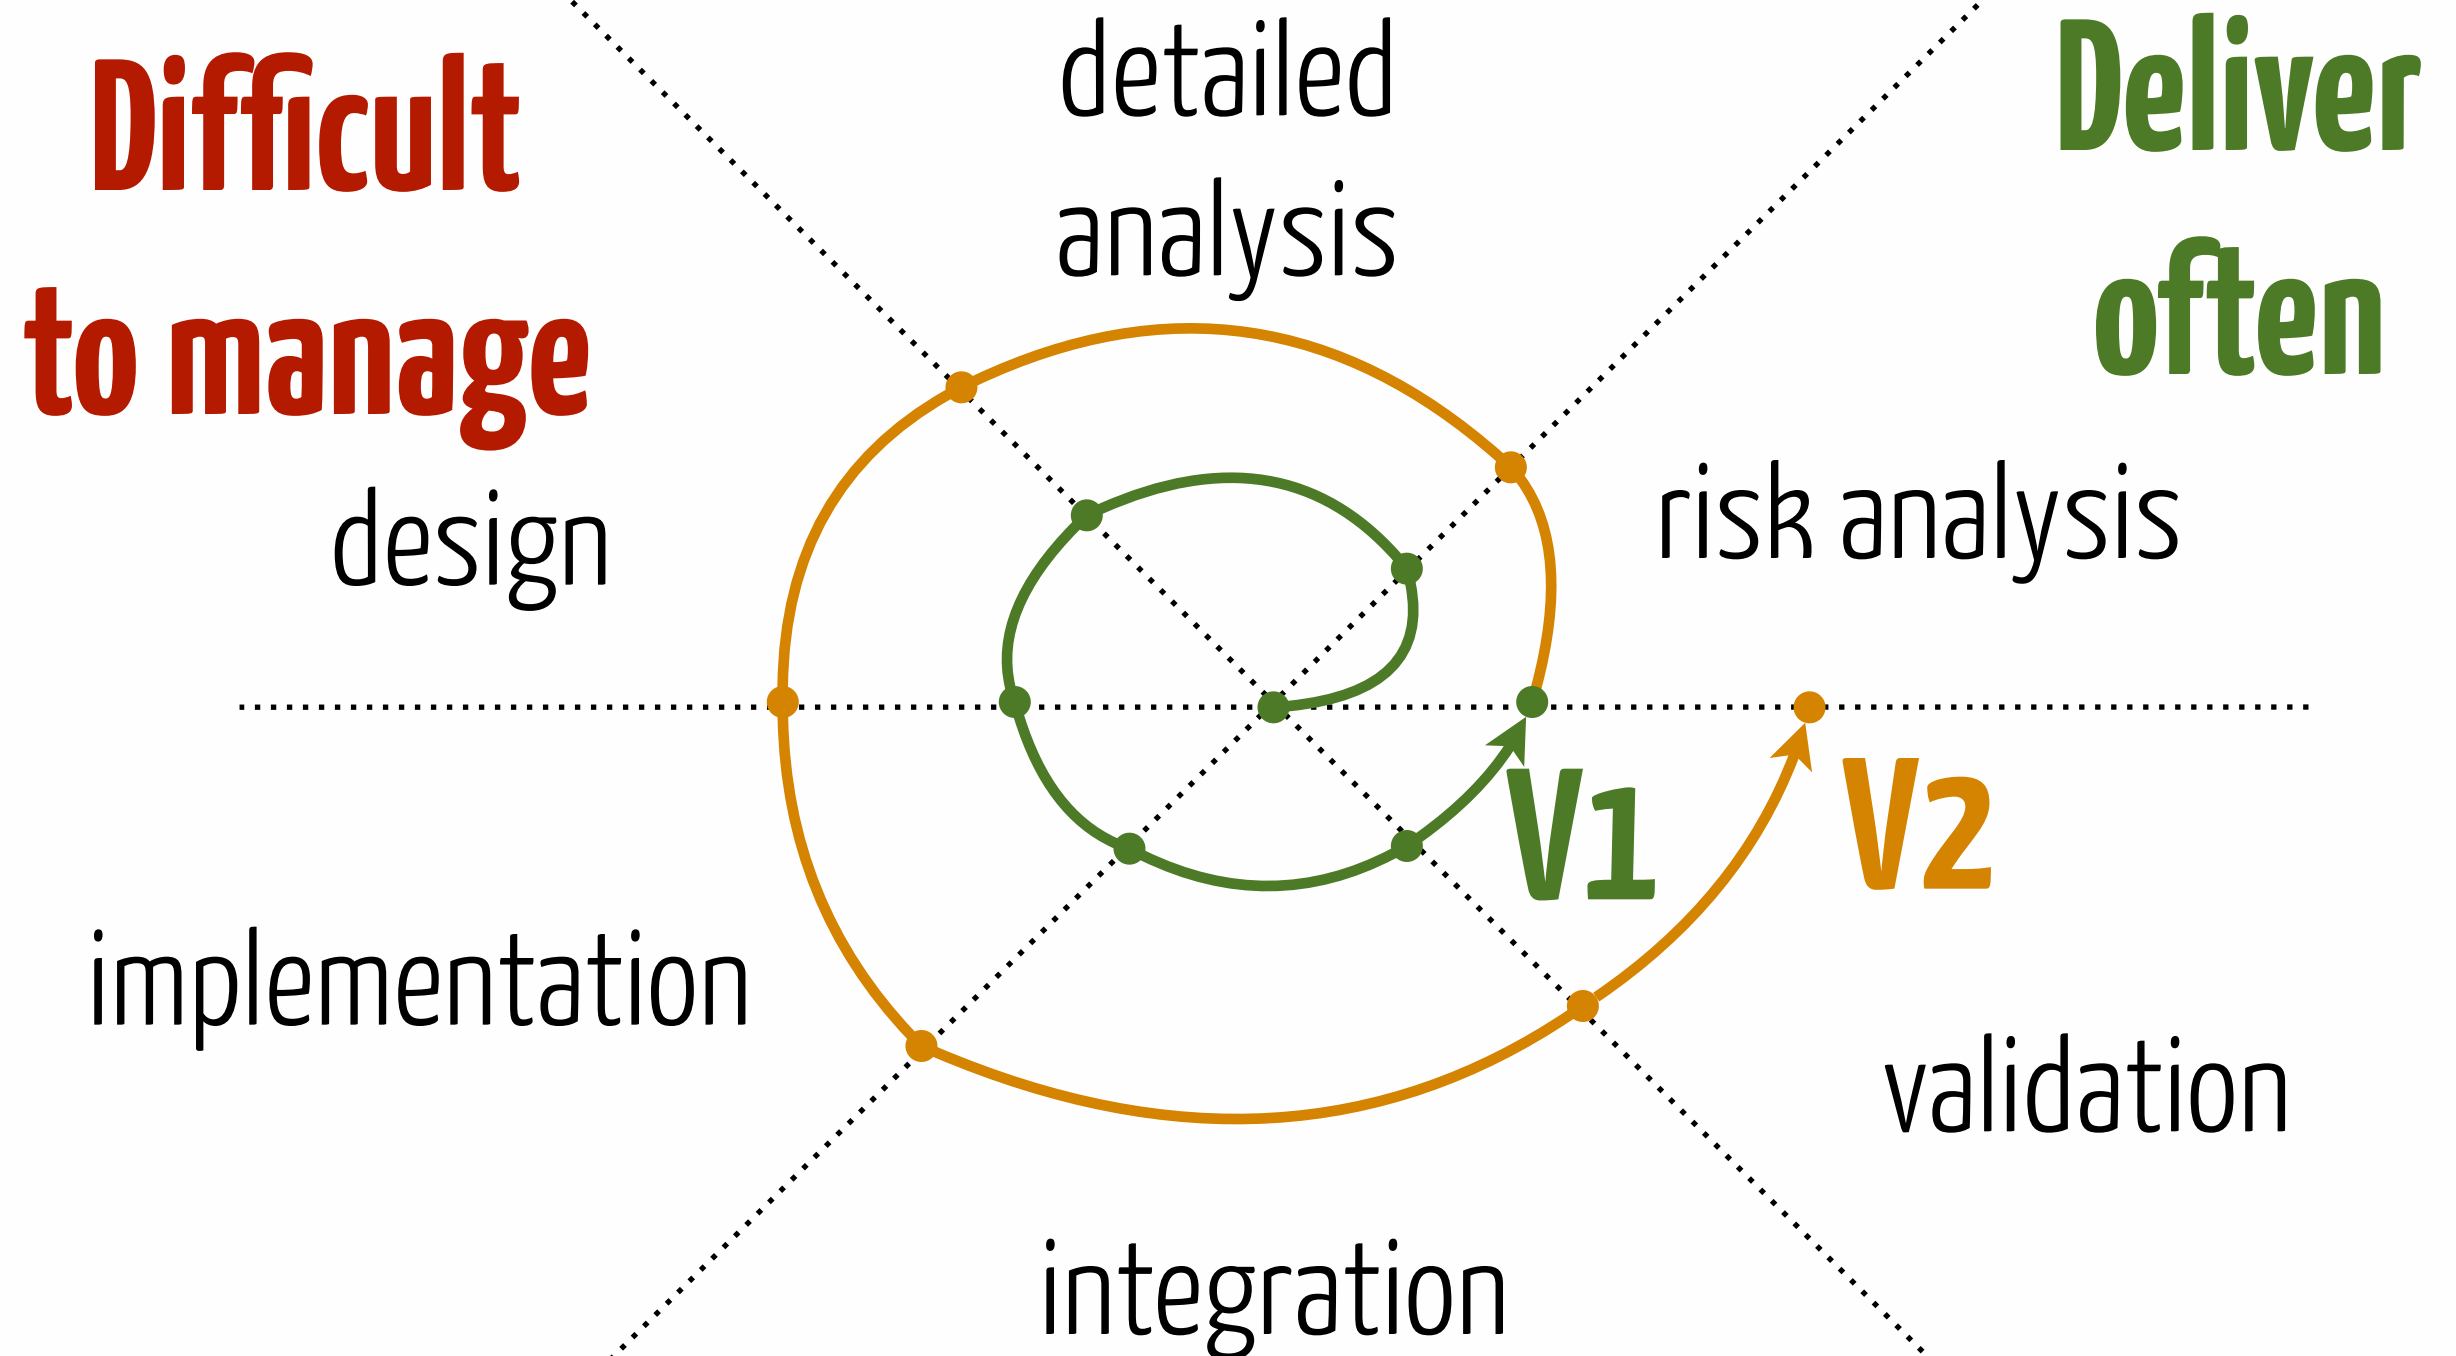 Difficult
to manage
detailed
analysis
Deliver
often
design
risk analysis
V1
V2
implementation
validation
integration